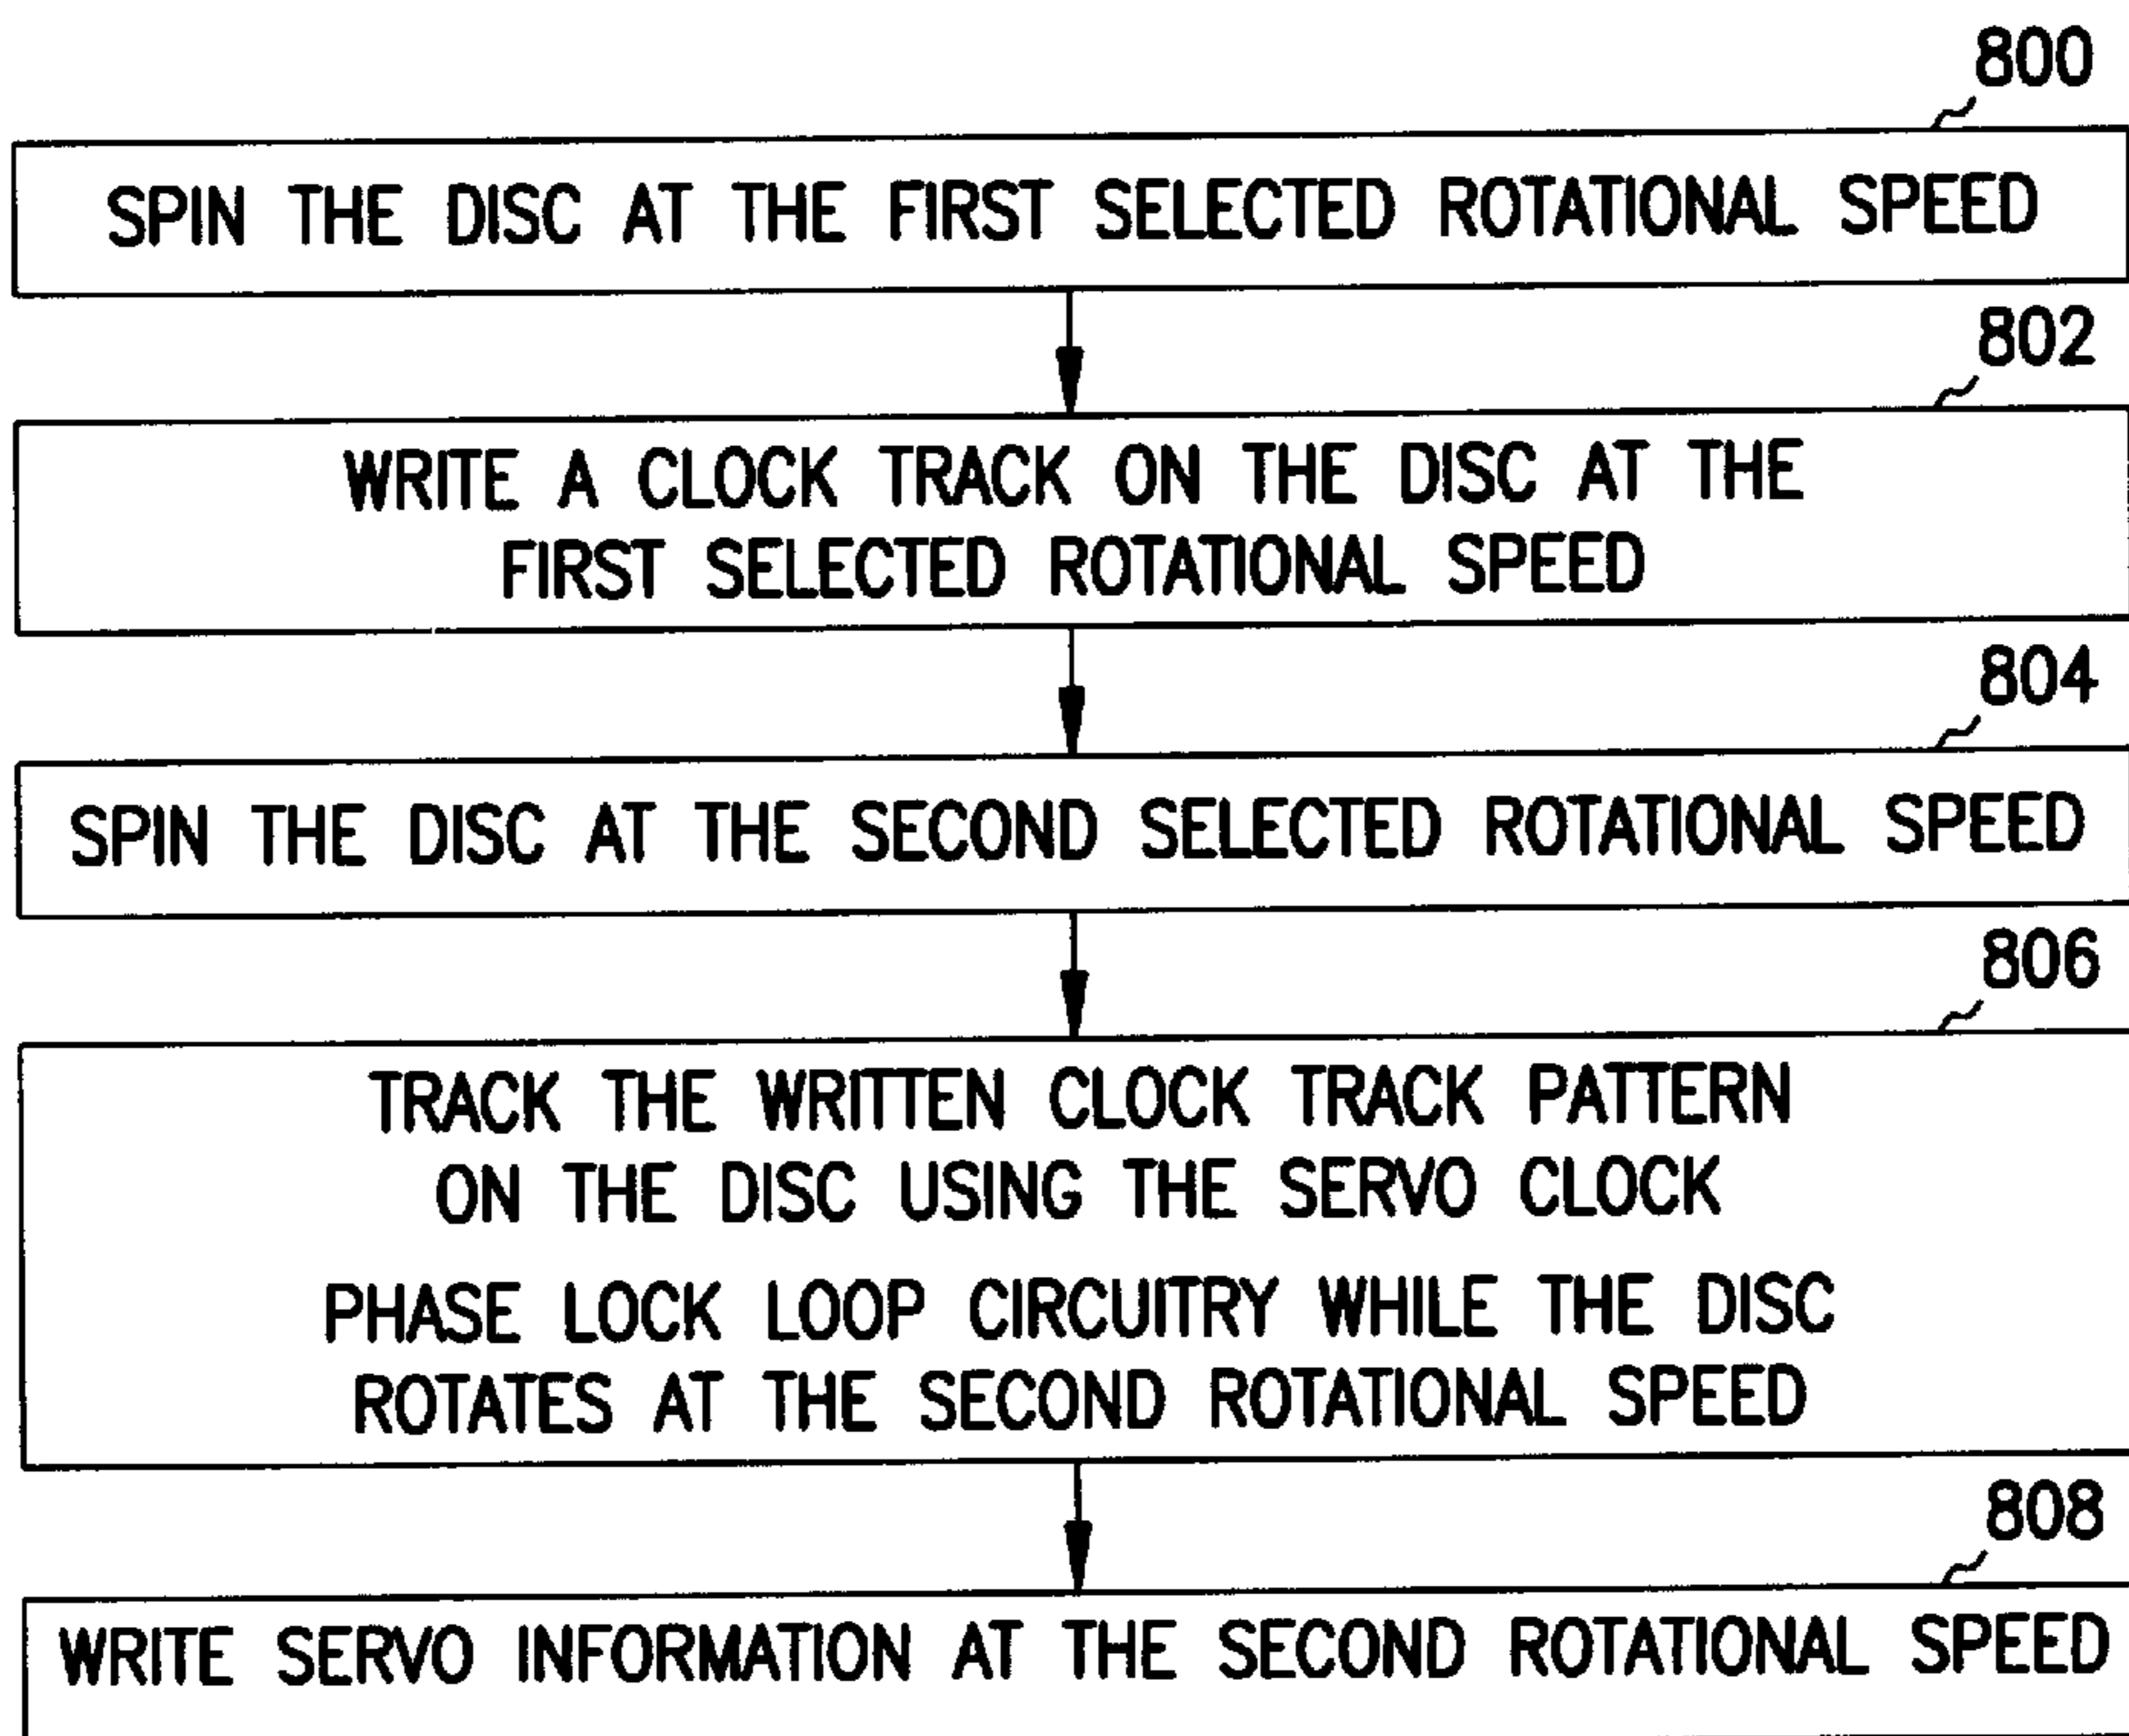 800
SPIN THE DISC AT THE FIRST SELECTED ROTATIONAL SPEED
802
WRITE A CLOCK TRACK ON THE DISC AT THE
FIRST SELECTED ROTATIONAL SPEED
804
SPIN THE DISC AT THE SECOND SELECTED ROTATIONAL SPEED
806
TRACK THE WRITTEN CLOCK TRACK PATTERN
ON THE DISC USING THE SERVO CLOCK
PHASE LOCK LOOP CIRCUITRY WHILE THE DISC
ROTATES AT THE SECOND ROTATIONAL SPEED
808
WRITE SERVO INFORMATION AT THE SECOND ROTATIONAL SPEED